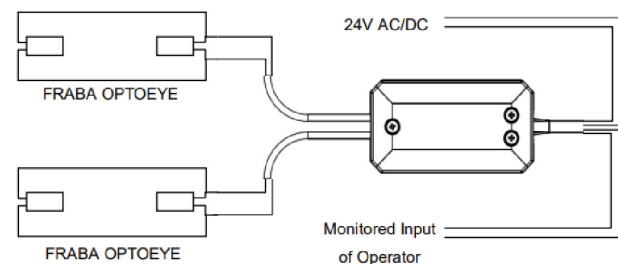 24V AC/DC
FRABA OPTOEYE
Monitored Input
of Operator
FRABA OPTOEYE